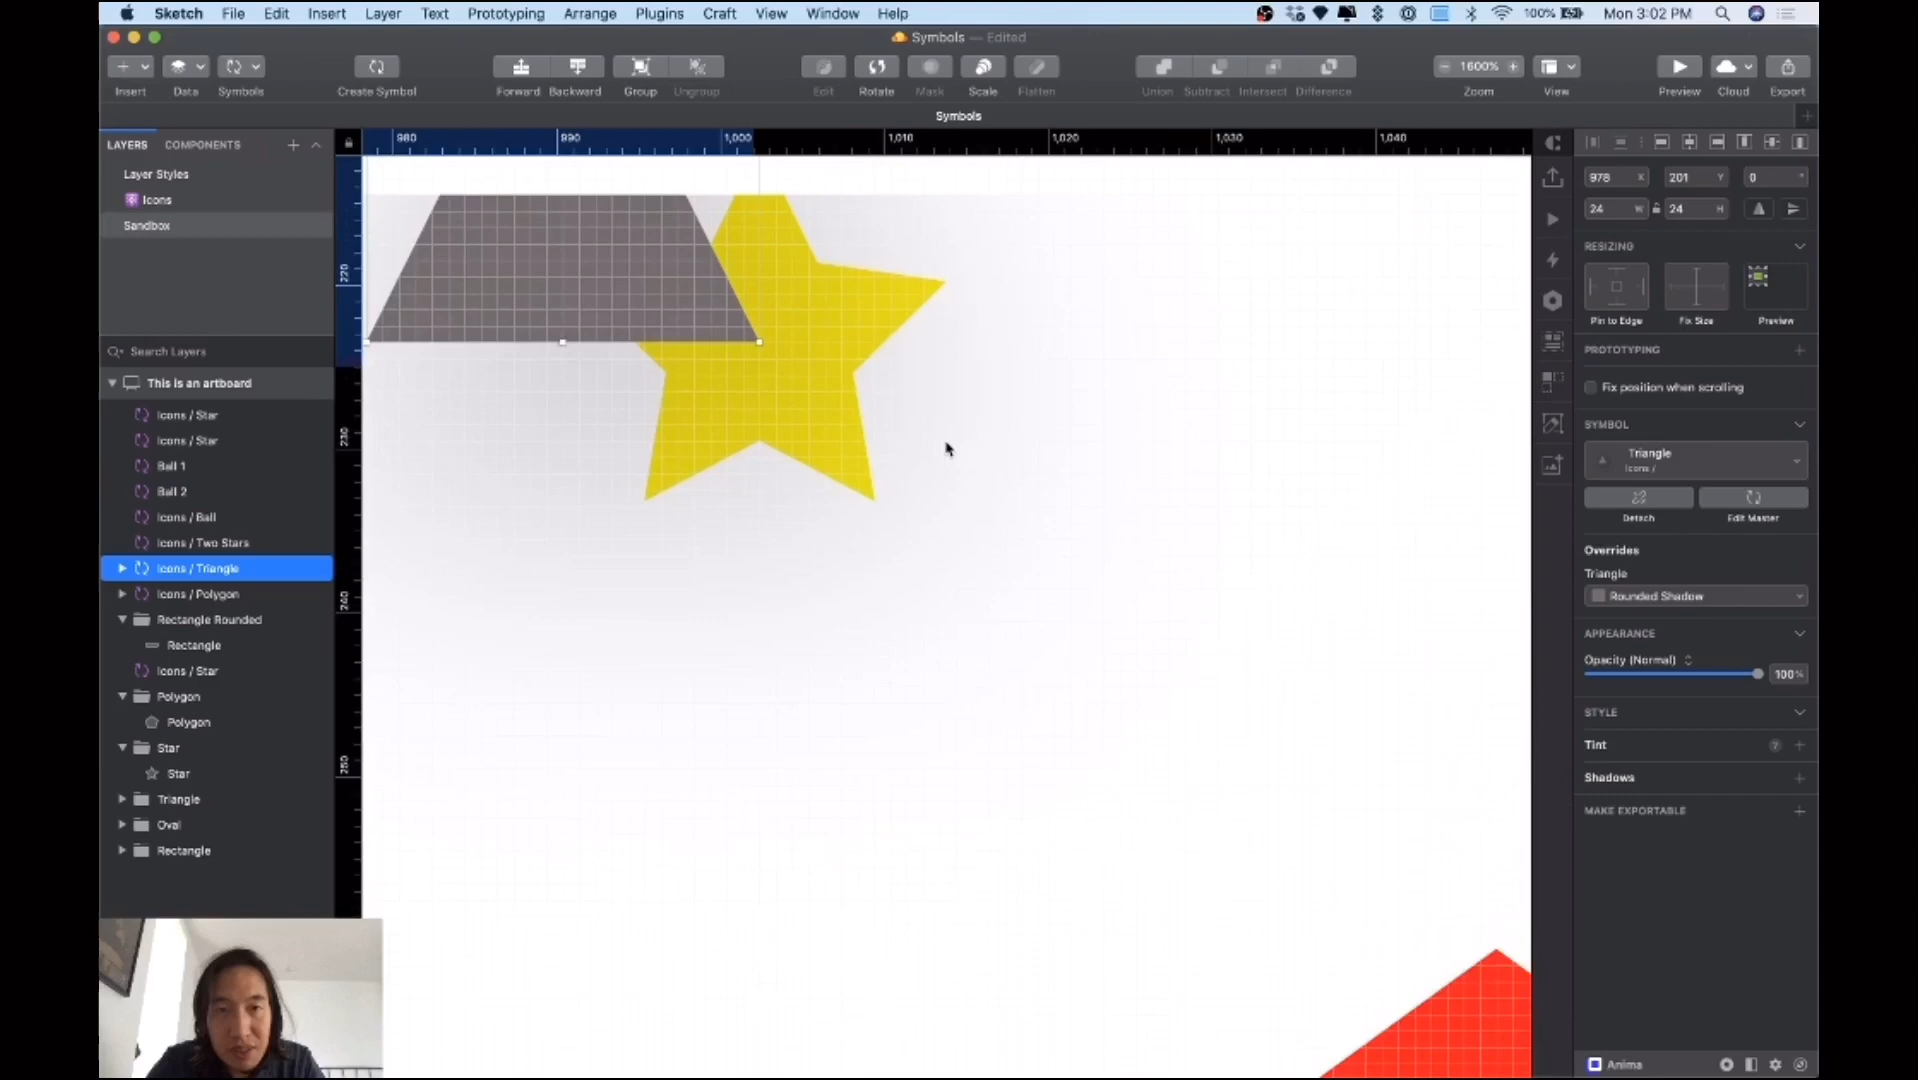 Sketch File Edit Insert Layer Text Prototyping Arrange Plugins Craft View Window Help 100% Mon 3:02 PM
Symbols — Edited
1600%
Insert Data Symbols Create Symbol Forward Backward Group Ungroup Edit Rotate Mask Scale Flatten Union Subtract Intersect Difference Zoom View Preview Cloud Export
Symbols
LAYERS COMPONENTS
Layer Styles
Icons
Sandbox
Search Layers
This is an artboard
Icons / Star
Icons / Star
Ball 1
Ball 2
Icons / Ball
Icons / Two Stars
Icons / Triangle
Icons / Polygon
Rectangle Rounded
Rectangle
Icons / Star
Polygon
Polygon
Star
Star
Triangle
Oval
Rectangle
980 990 1,000 1,010 1,020 1,030 1,040
220
230
240
250
978 X 201 Y 0 °
24 W 24 H
RESIZING
Pin to Edge Fix Size Preview
PROTOTYPING
Fix position when scrolling
SYMBOL
Triangle
Icons /
Detach Edit Master
Overrides
Triangle
Rounded Shadow
APPEARANCE
Opacity (Normal)
100%
STYLE
Tint ?
Shadows
MAKE EXPORTABLE
Anima